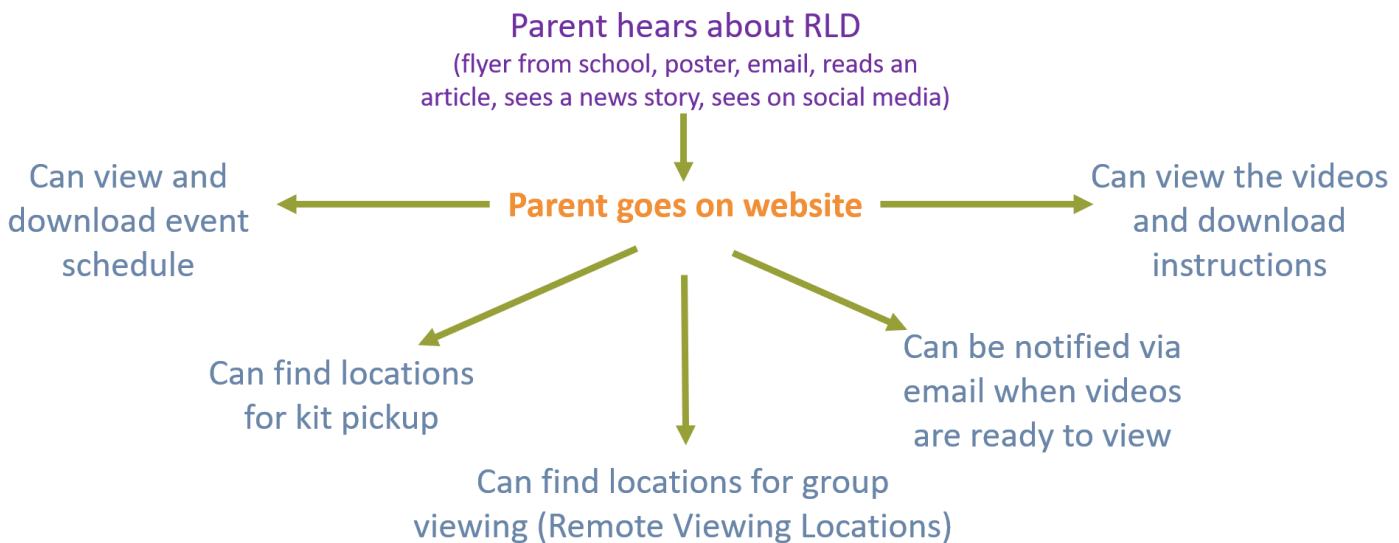 Parent hears about RLD
(flyer from school, poster, email, reads an
article, sees a news story, sees on social media)
Can view and
download event
schedule
Parent goes on website
Can view the videos
and download
instructions
Can find locations
for kit pickup
Can be notified via
email when videos
are ready to view
Can find locations for group
viewing (Remote Viewing Locations)